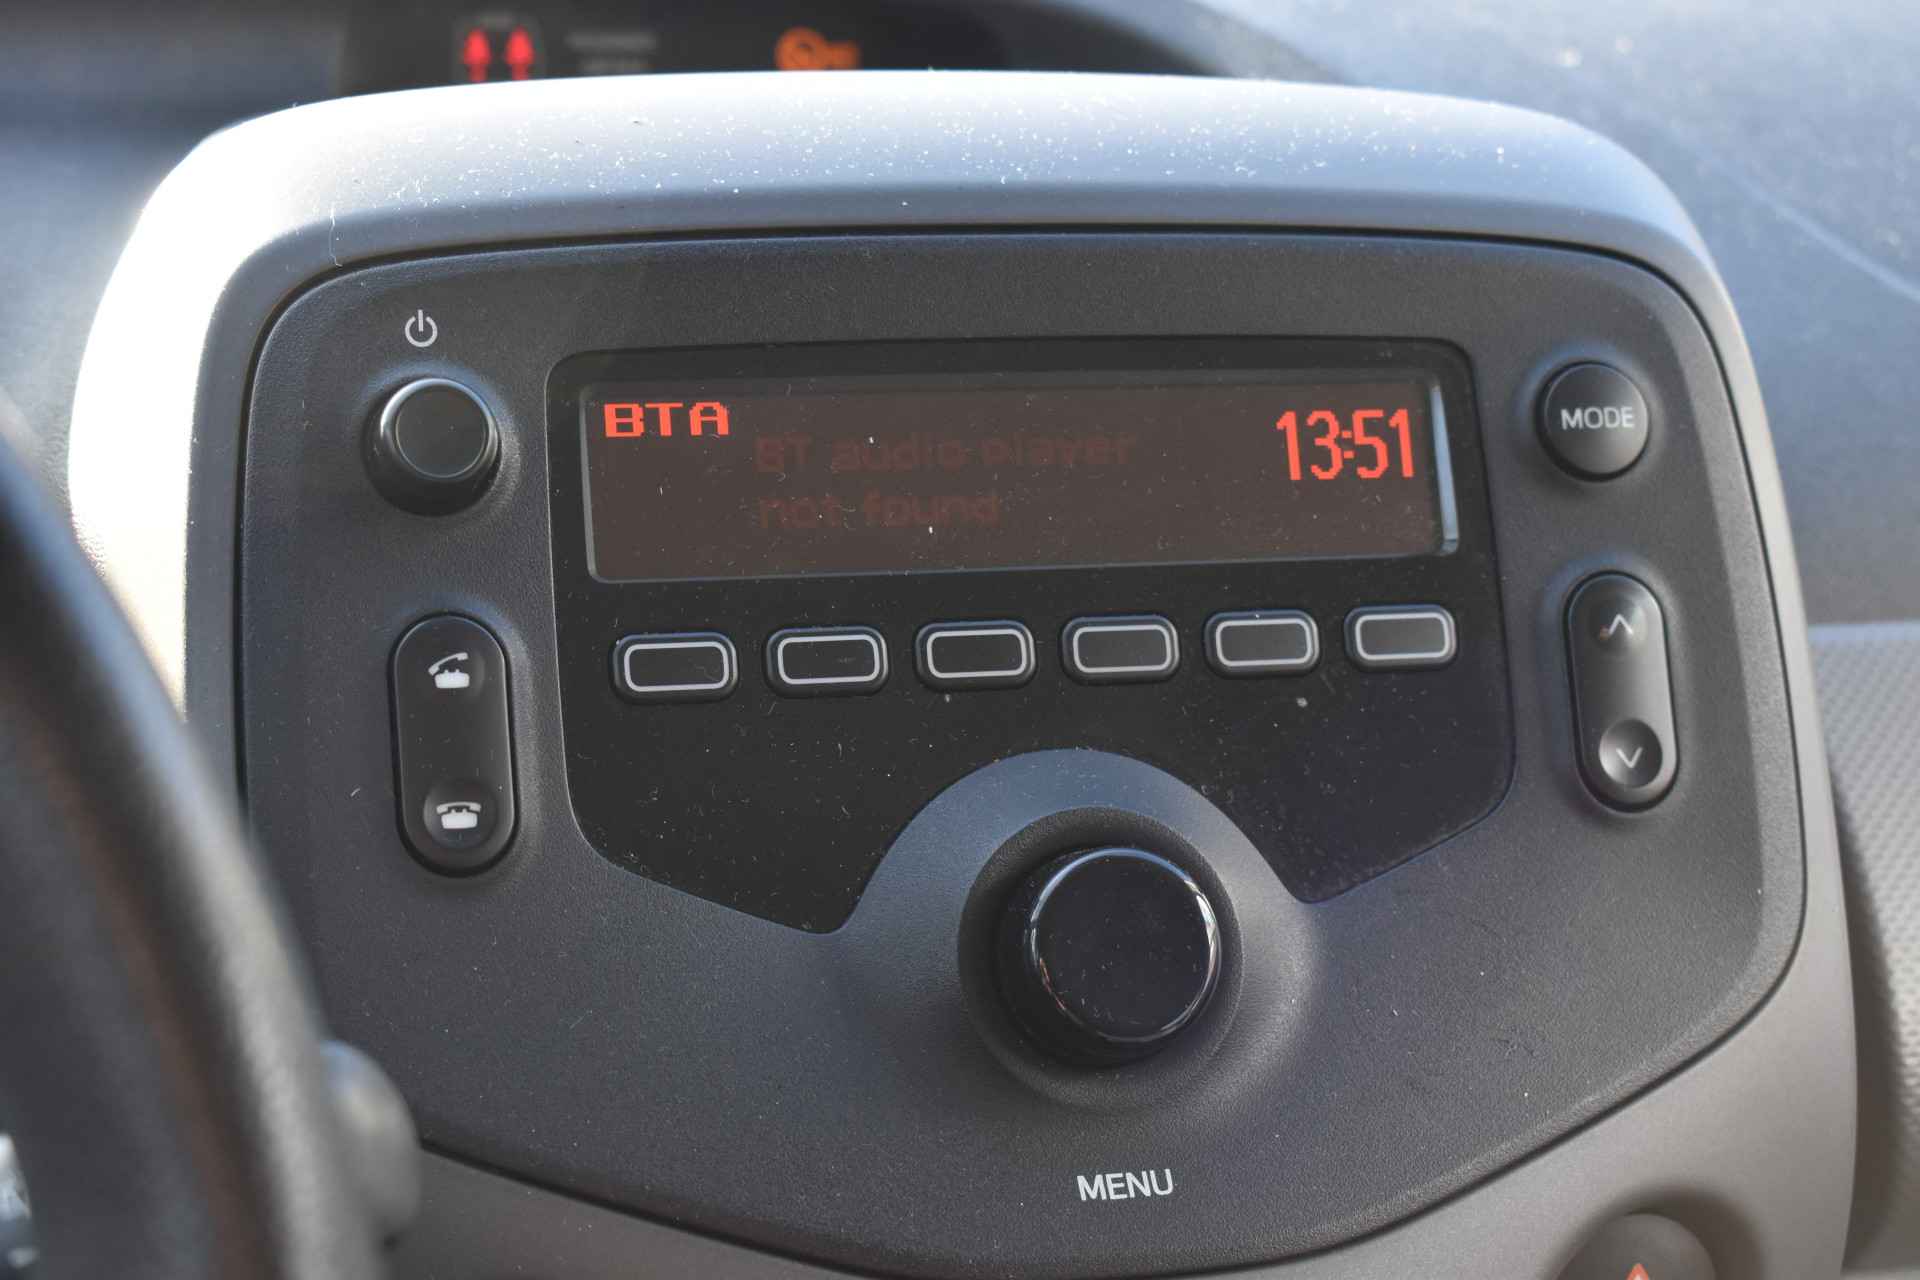 BTA
13:51
BT audio player
not found
MODE
MENU